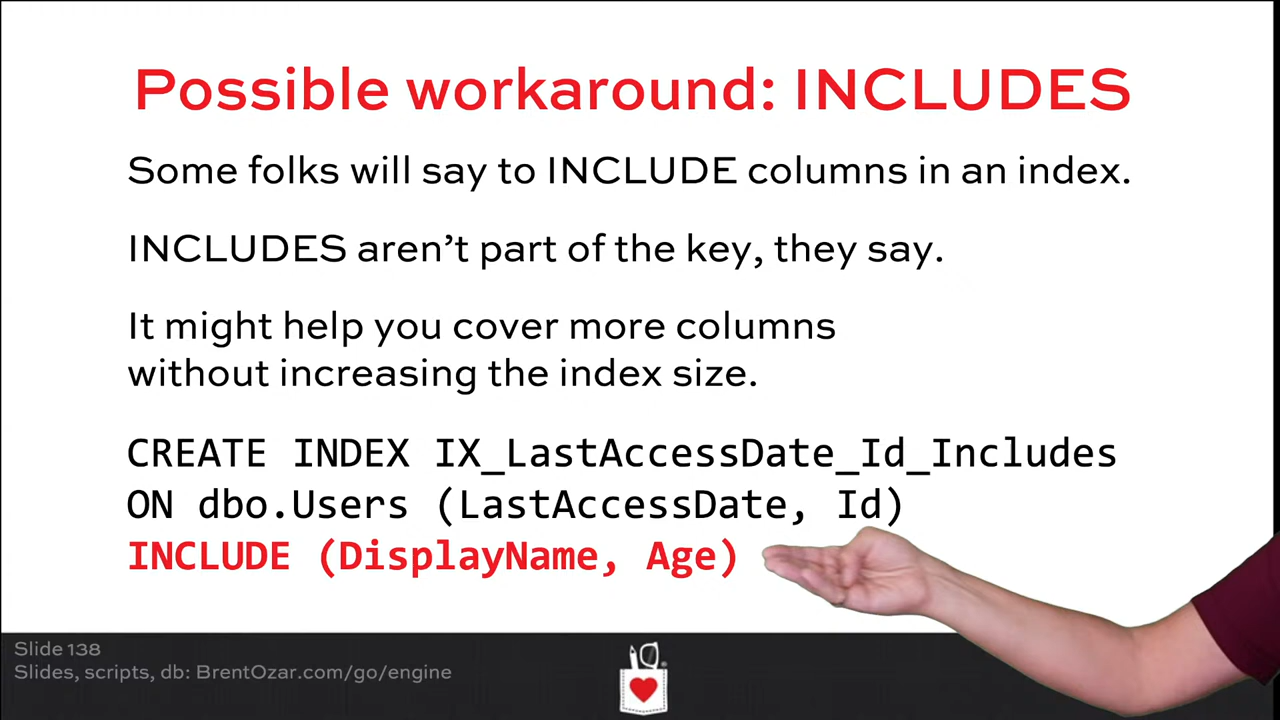 Possible workaround: INCLUDES
Some folks will say to INCLUDE columns in an index.
INCLUDES aren’t part of the key, they say.
It might help you cover more columns
without increasing the index size.
CREATE INDEX IX_LastAccessDate_Id_Includes
ON dbo.Users (LastAccessDate, Id)
INCLUDE (DisplayName, Age)
Slide 138
Slides, scripts, db: BrentOzar.com/go/engine